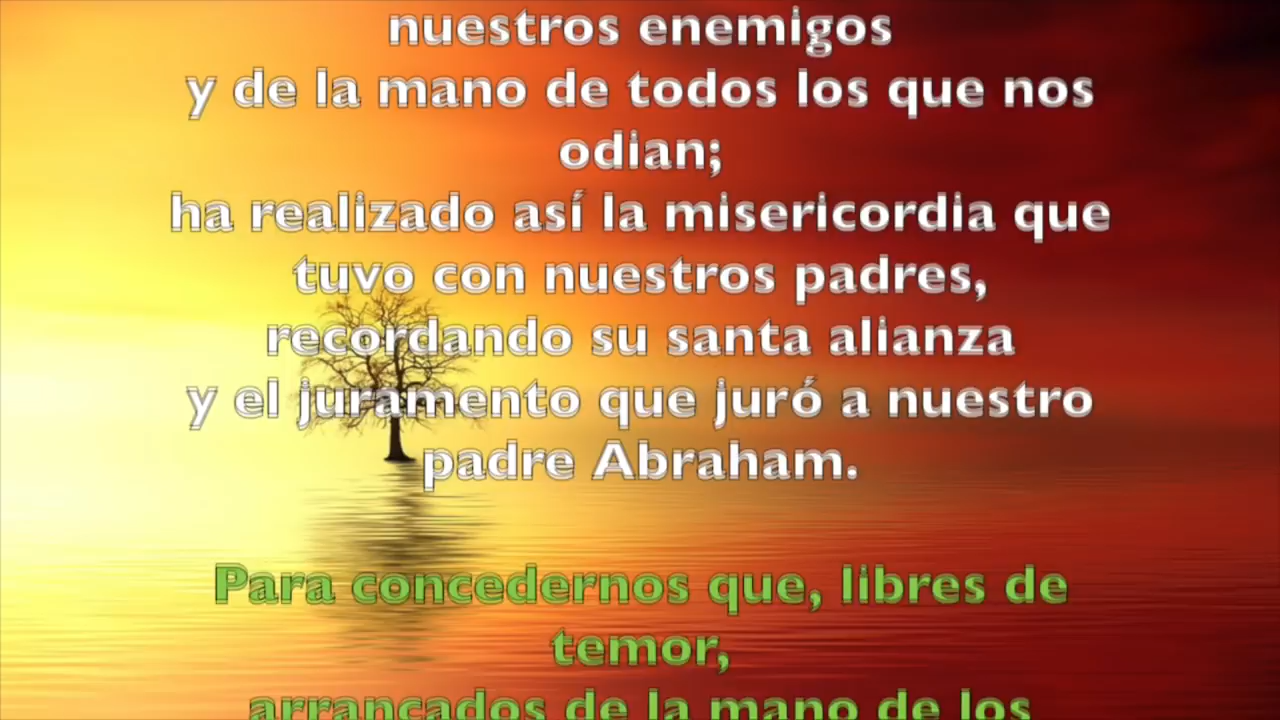 nuestros enemigos
y de la mano de todos los que nos
odian;
ha realizado así la misericordia que
tuvo con nuestros padres,
recordando su santa alianza
y el juramento que juró a nuestro
padre Abraham.
Para concedernos que, libres de
temor,
arrancados de la mano de los